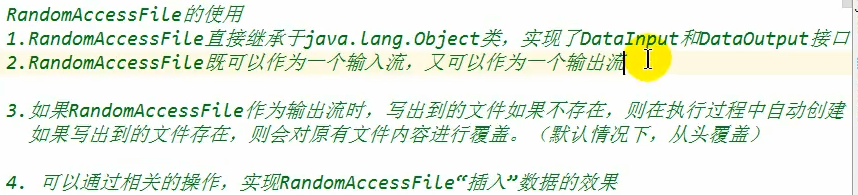 RandomAccessFile的使用
1.RandomAccessFile直接继承于java.lang.Object类，实现了DataInput和DataOutput接口
2.RandomAccessFile既可以作为一个输入流，又可以作为一个输出流
3.如果RandomAccessFile作为输出流时，写出到的文件如果不存在，则在执行过程中自动创建
如果写出到的文件存在，则会对原有文件内容进行覆盖。（默认情况下，从头覆盖）
4. 可以通过相关的操作，实现RandomAccessFile“插入”数据的效果